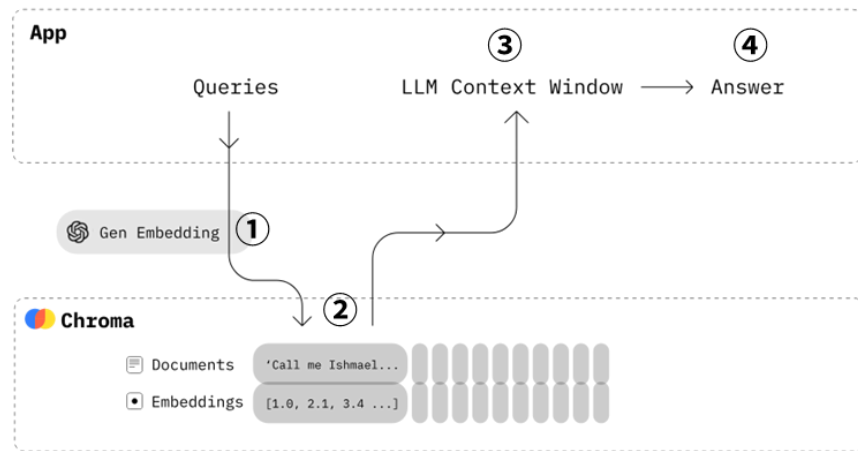 App
③ ④
Queries LLM Context Window Answer
Gen Embedding ①
②
Chroma
Documents ‘Call me Ishmael...
Embeddings [1.0, 2.1, 3.4 ...]